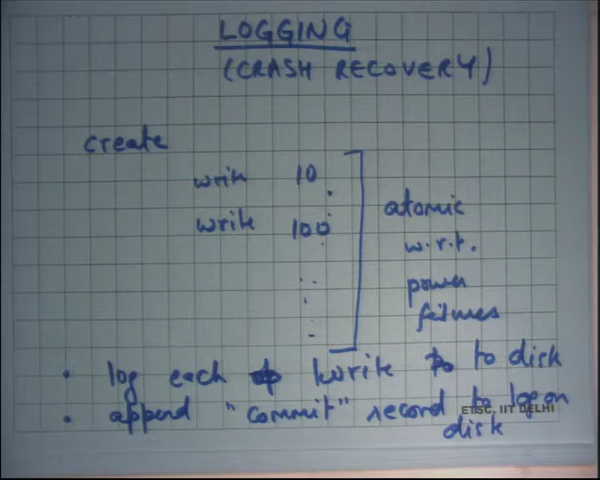 LOGGING
(CRASH RECOVERY)
create
write 10
write 100
atomic
w.r.t.
power
failures
• log each write to disk
• append "commit" record to log on
disk
ETSC, IIT DELHI